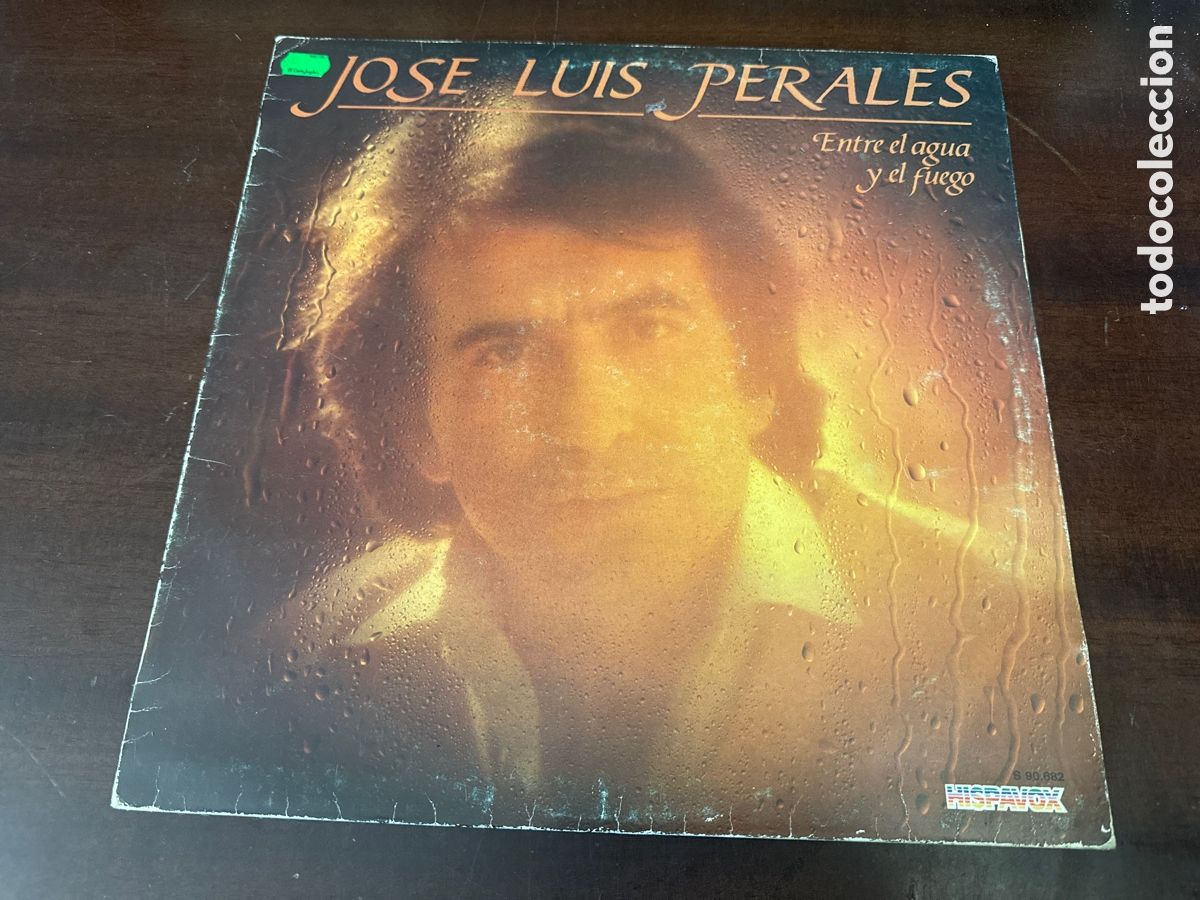 JOSE LUIS PERALES
Entre el agua
y el fuego
S 90.682
HISPAVOX
todocoleccion